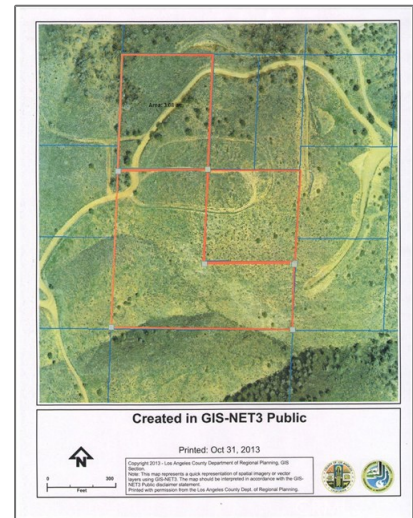 Created in GIS-NET3 Public
N
Printed: Oct 31, 2013
0 300
Feet
Copyright 2013 - Los Angeles County Department of Regional Planning, GIS
Section.
Note: This map represents a quick representation of spatial imagery or vector
layers using GIS-NET3. The map should be interpreted in accordance with the GIS-
NET3 Public disclaimer statement.
Printed with permission from the Los Angeles County Dept. of Regional Planning.